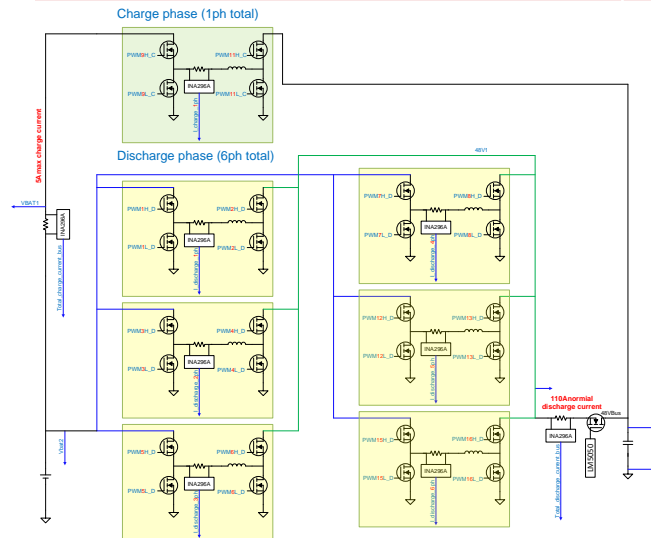 Charge phase (1ph total)
PWM9H_C
PWM11H_C
INA296A
PWM9L_C
PWM11L_C
I_charge_1ph
5Amax charge current
VBAT1
INA296A
Total_charge_current_bus
Discharge phase (6ph total)
48V1
PWM1H_D
PWM2H_D
INA296A
PWM1L_D
PWM2L_D
I_discharge_1ph
PWM7H_D
PWM8H_D
INA296A
PWM7L_D
PWM8L_D
I_discharge_4ph
PWM3H_D
PWM4H_D
INA296A
PWM3L_D
PWM4L_D
I_discharge_2ph
PWM12H_D
PWM13H_D
INA296A
PWM12L_D
PWM13L_D
I_discharge_5ph
110Anormial
discharge current
48VBus
INA296A
LM5050
Total_discharge_current_bus
Vbat2
PWM5H_D
PWM6H_D
INA296A
PWM5L_D
PWM6L_D
I_discharge_3ph
PWM15H_D
PWM16H_D
INA296A
PWM15L_D
PWM16L_D
I_discharge_6ph